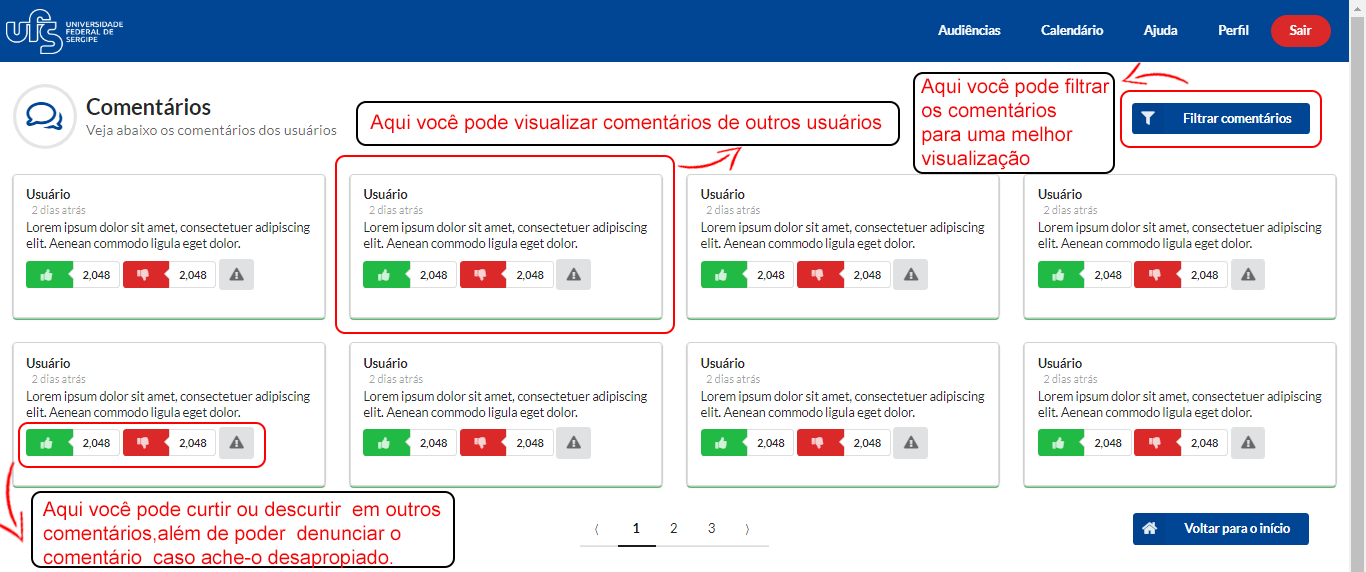 ufs UNIVERSIDADE
FEDERAL DE
SERGIPE
Audiências Calendário Ajuda Perfil Sair
Comentários
Veja abaixo os comentários dos usuários
Aqui você pode visualizar comentários de outros usuários
Aqui você pode filtrar
os comentários
para uma melhor
visualização
Filtrar comentários
Usuário
2 dias atrás
Lorem ipsum dolor sit amet, consectetuer adipiscing
elit. Aenean commodo ligula eget dolor.
2,048 2,048
Usuário
2 dias atrás
Lorem ipsum dolor sit amet, consectetuer adipiscing
elit. Aenean commodo ligula eget dolor.
2,048 2,048
Usuário
2 dias atrás
Lorem ipsum dolor sit amet, consectetuer adipiscing
elit. Aenean commodo ligula eget dolor.
2,048 2,048
Usuário
2 dias atrás
Lorem ipsum dolor sit amet, consectetuer adipiscing
elit. Aenean commodo ligula eget dolor.
2,048 2,048
Usuário
2 dias atrás
Lorem ipsum dolor sit amet, consectetuer adipiscing
elit. Aenean commodo ligula eget dolor.
2,048 2,048
Usuário
2 dias atrás
Lorem ipsum dolor sit amet, consectetuer adipiscing
elit. Aenean commodo ligula eget dolor.
2,048 2,048
Usuário
2 dias atrás
Lorem ipsum dolor sit amet, consectetuer adipiscing
elit. Aenean commodo ligula eget dolor.
2,048 2,048
Usuário
2 dias atrás
Lorem ipsum dolor sit amet, consectetuer adipiscing
elit. Aenean commodo ligula eget dolor.
2,048 2,048
Aqui você pode curtir ou descurtir em outros
comentários,além de poder denunciar o
comentário caso ache-o desapropiado.
⟨ 1 2 3 ⟩
Voltar para o início